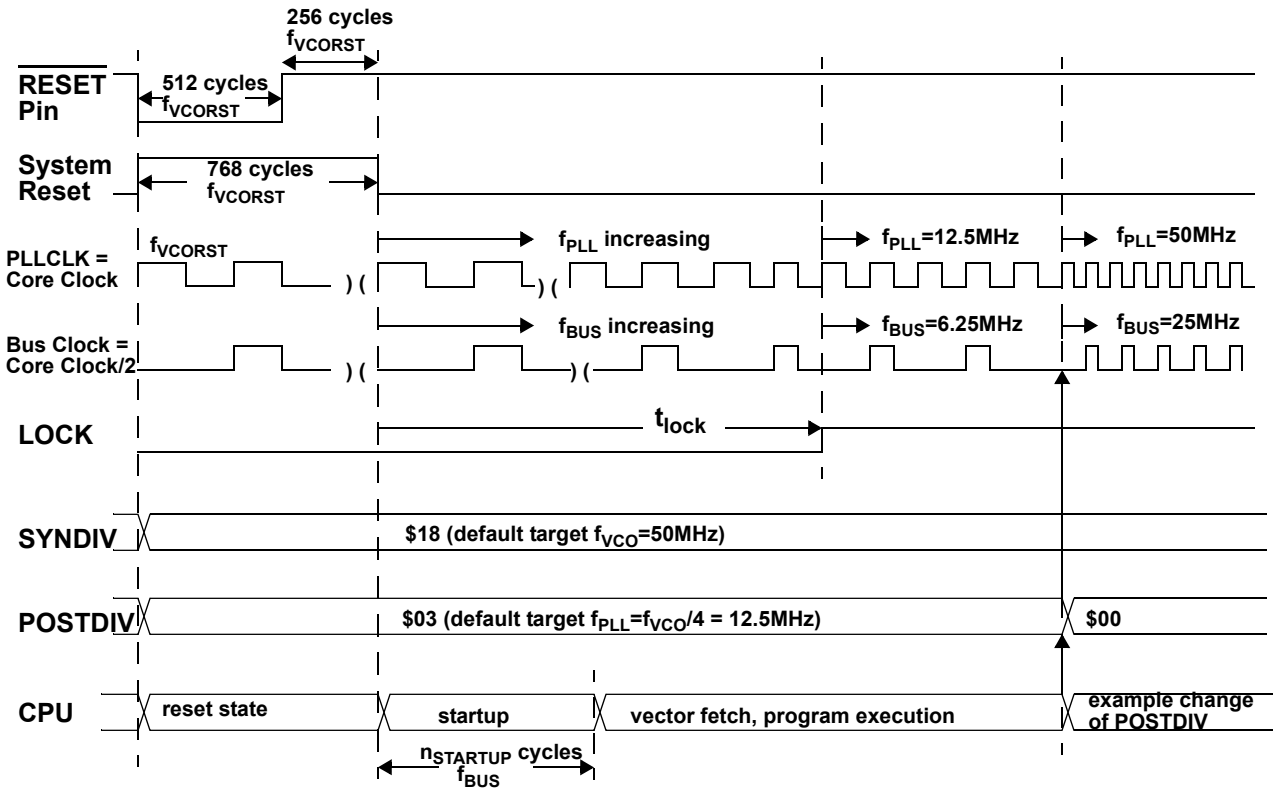 256 cycles
fVCORST
RESET
Pin
512 cycles
fVCORST
System
Reset
768 cycles
fVCORST
PLLCLK =
Core Clock
fVCORST
) (
fPLL increasing
) (
fPLL=12.5MHz
fPLL=50MHz
Bus Clock =
Core Clock/2
) (
fBUS increasing
) (
fBUS=6.25MHz
fBUS=25MHz
LOCK
tlock
SYNDIV
$18 (default target fVCO=50MHz)
POSTDIV
$03 (default target fPLL=fVCO/4 = 12.5MHz)
$00
CPU
reset state
startup
vector fetch, program execution
example change
of POSTDIV
nSTARTUP cycles
fBUS